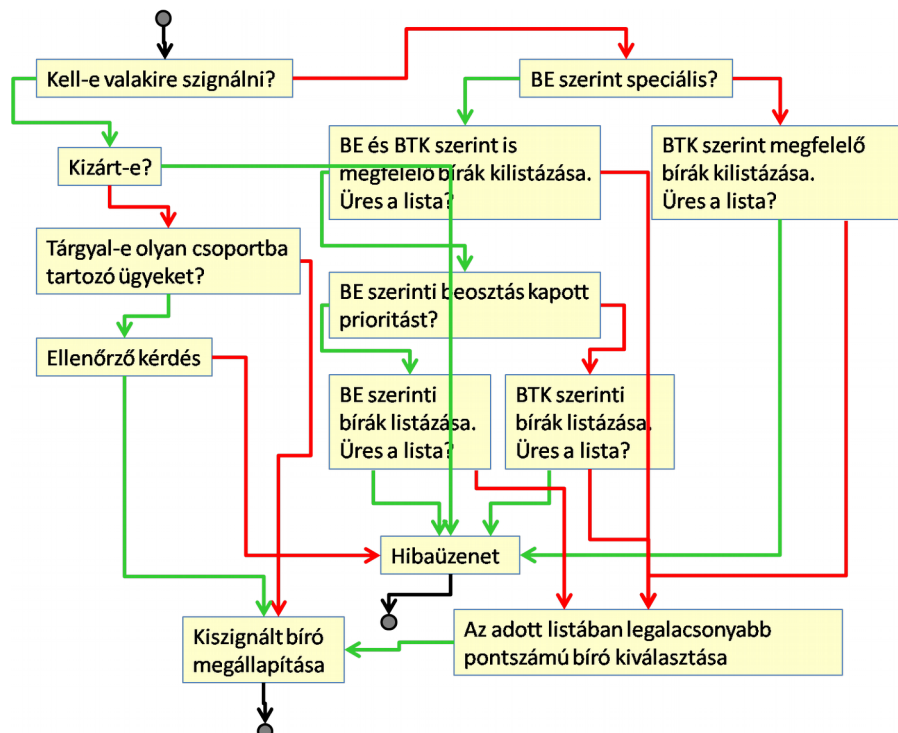 Kell-e valakire szignálni?
BE szerint speciális?
BE és BTK szerint is
megfelelő bírák kilistázása.
Üres a lista?
BTK szerint megfelelő
bírák kilistázása.
Üres a lista?
Kizárt-e?
Tárgyal-e olyan csoportba
tartozó ügyeket?
BE szerinti beosztás kapott
prioritást?
Ellenőrző kérdés
BE szerinti
bírák listázása.
Üres a lista?
BTK szerinti
bírák listázása.
Üres a lista?
Hibaüzenet
Kiszignált bíró
megállapítása
Az adott listában legalacsonyabb
pontszámú bíró kiválasztása